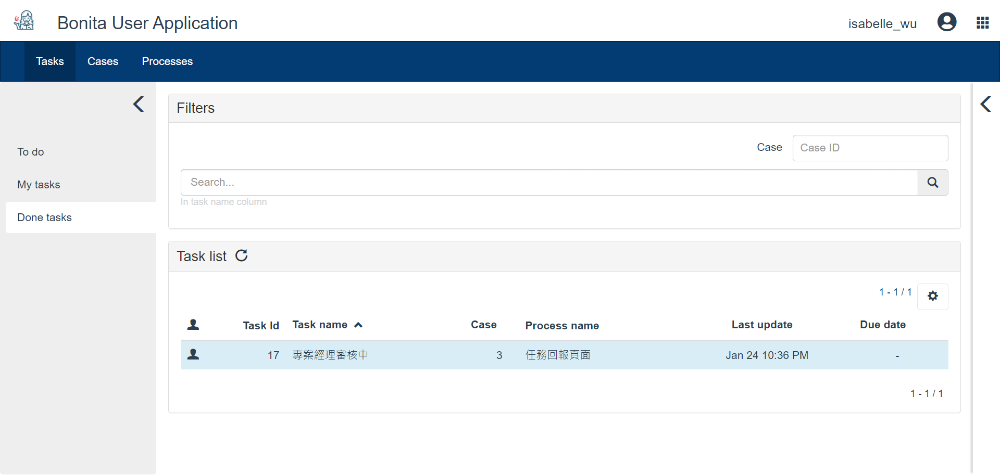 Bonita User Application
isabelle_wu
Tasks
Cases
Processes
To do
My tasks
Done tasks
Filters
Case
Case ID
Search...
In task name column
Task list
1 - 1 / 1
Task Id
Task name
Case
Process name
Last update
Due date
17
專案經理審核中
3
任務回報頁面
Jan 24 10:36 PM
-
1 - 1 / 1